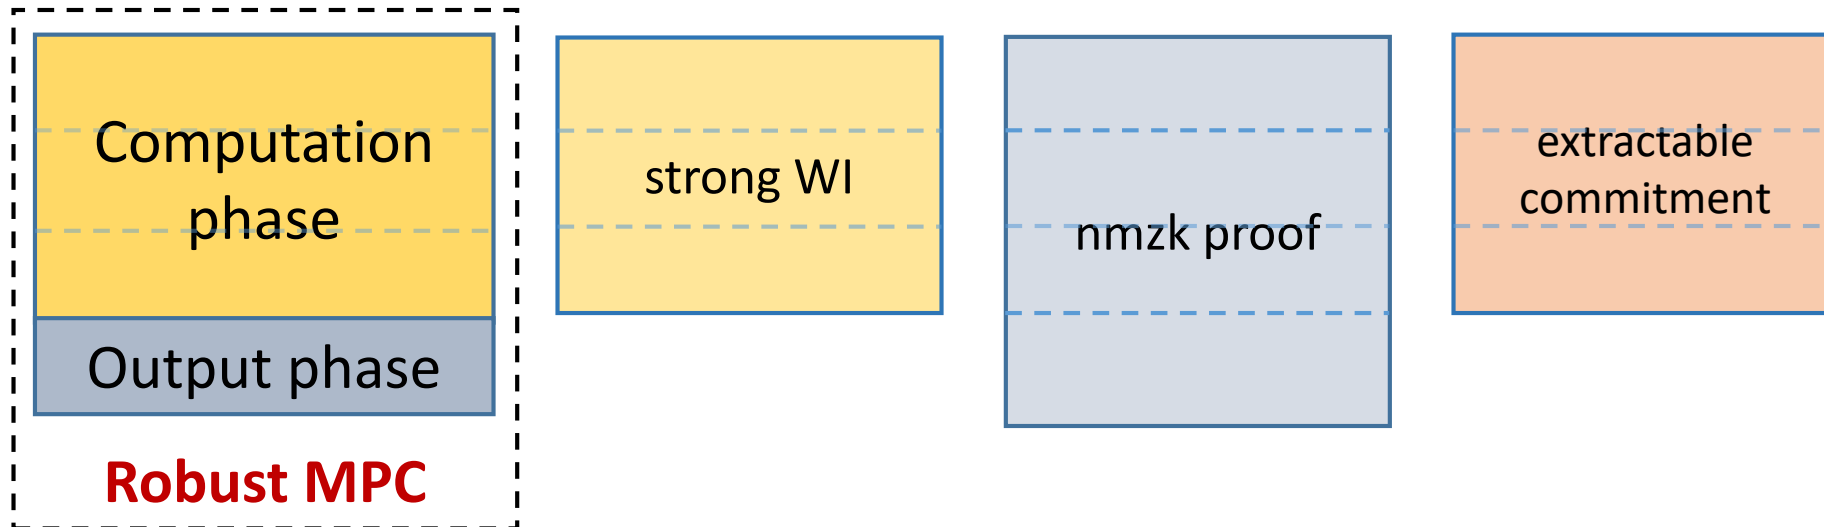 Computation
phase
Output phase
Robust MPC
strong WI
nmzk proof
extractable
commitment